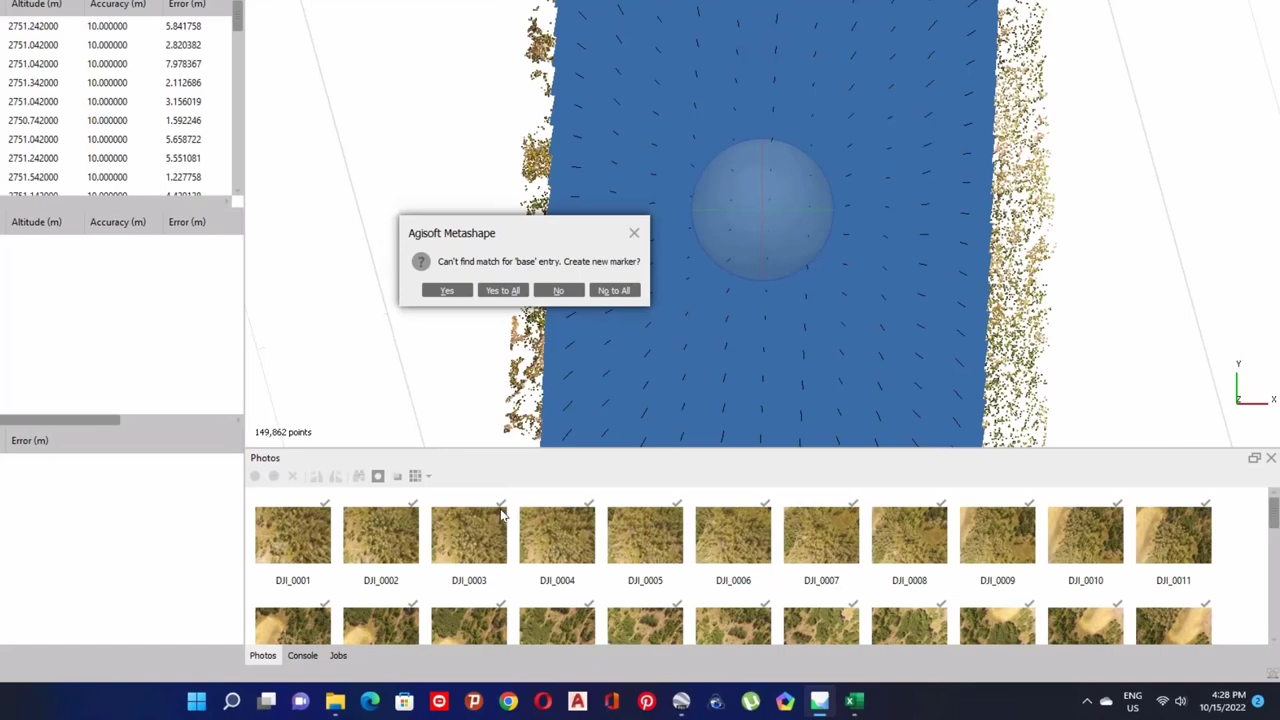 Altitude (m) Accuracy (m) Error (m)
2751.242000 10.000000 5.841758
2751.042000 10.000000 2.820382
2751.042000 10.000000 7.978367
2751.342000 10.000000 2.112686
2751.042000 10.000000 3.156019
2750.742000 10.000000 1.592246
2751.042000 10.000000 5.658722
2751.242000 10.000000 5.551081
2751.542000 10.000000 1.227758
Altitude (m) Accuracy (m) Error (m)
Agisoft Metashape
Can't find match for 'base' entry. Create new marker?
Yes Yes to All No No to All
Y
Z X
149,862 points
Error (m)
Photos
DJI_0001 DJI_0002 DJI_0003 DJI_0004 DJI_0005 DJI_0006 DJI_0007 DJI_0008 DJI_0009 DJI_0010 DJI_0011
Photos Console Jobs
ENG
US
4:28 PM
10/15/2022
2